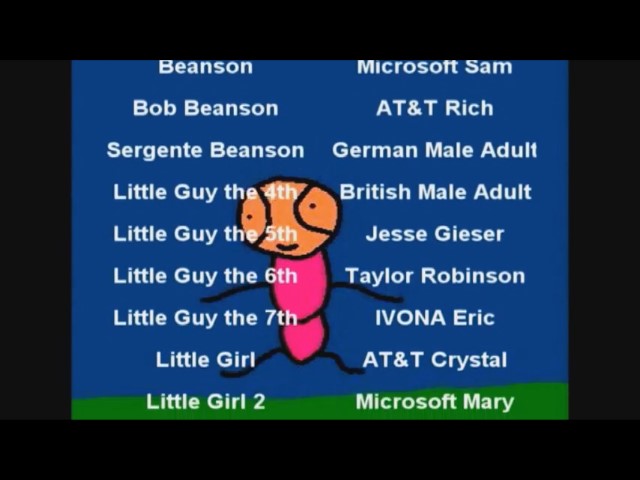 Beanson Microsoft Sam
Bob Beanson AT&T Rich
Sergente Beanson German Male Adult
Little Guy the 4th British Male Adult
Little Guy the 5th Jesse Gieser
Little Guy the 6th Taylor Robinson
Little Guy the 7th IVONA Eric
Little Girl AT&T Crystal
Little Girl 2 Microsoft Mary